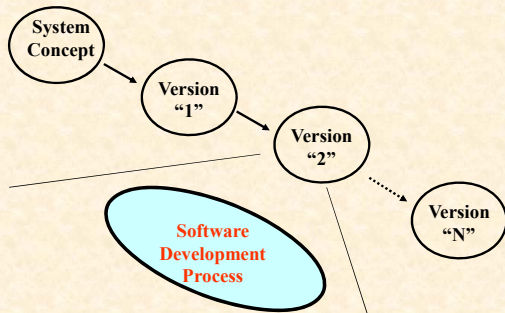 System
Concept
Version
“1”
Version
“2”
Version
“N”
Software
Development
Process